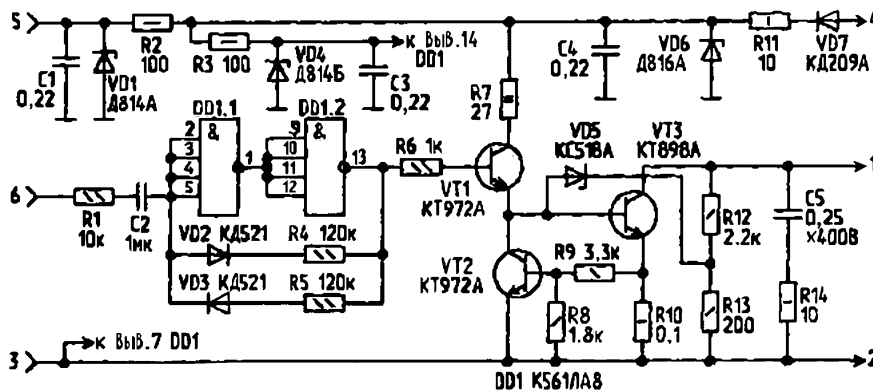 5
R2
100
C1
0,22
VD1
Д814А
R3 100
VD4
Д814Б
C3
0,22
К ВЫВ.14
DD1
C4
0,22
VD6
Д816А
R11
10
VD7
КД209А
4
R7
27
DD1.1
&
2
3
4
5
1
DD1.2
&
9
10
11
12
13
R6 1к
VT1
КТ972А
VD5
КС518А
VT3
КТ898А
1
6
R1
10к
C2
1мк
VD2 КД521
R4 120к
VD3 КД521
R5 120к
VT2
КТ972А
R9 3,3к
R8
1.8к
R10
0,1
R12
2.2к
R13
200
C5
0,25
×400В
R14
10
3
К ВЫВ.7 DD1
2
DD1 К561ЛА8